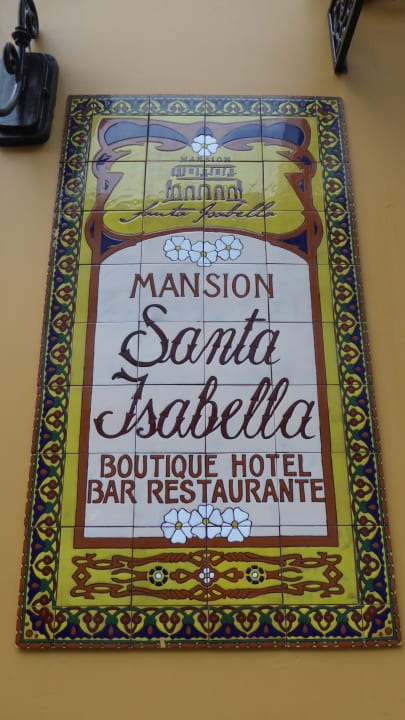 MANSION
Santa Isabella
MANSION
Santa
Isabella
BOUTIQUE HOTEL
BAR RESTAURANTE